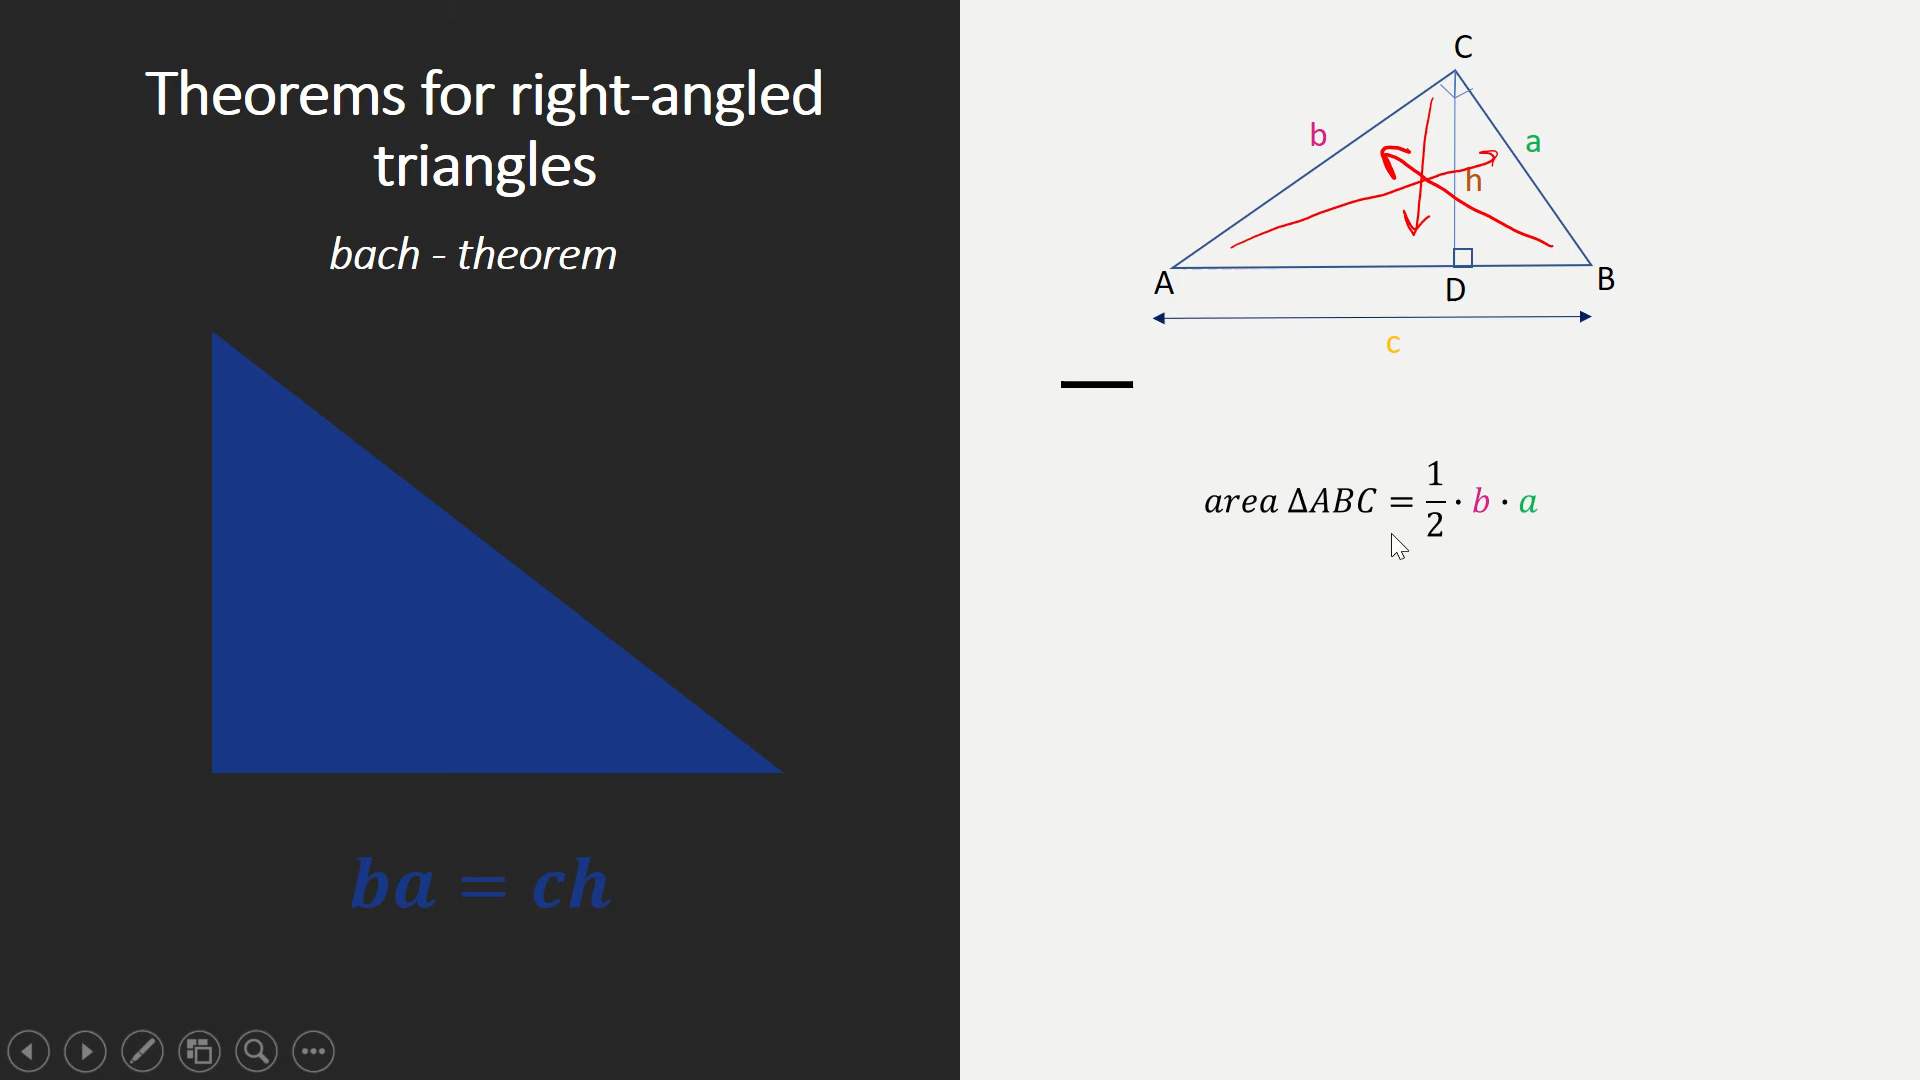 Theorems for right-angled
triangles
bach - theorem
ba = ch
C
b
a
h
A
D
B
c
area ΔABC = 1/2 · b · a